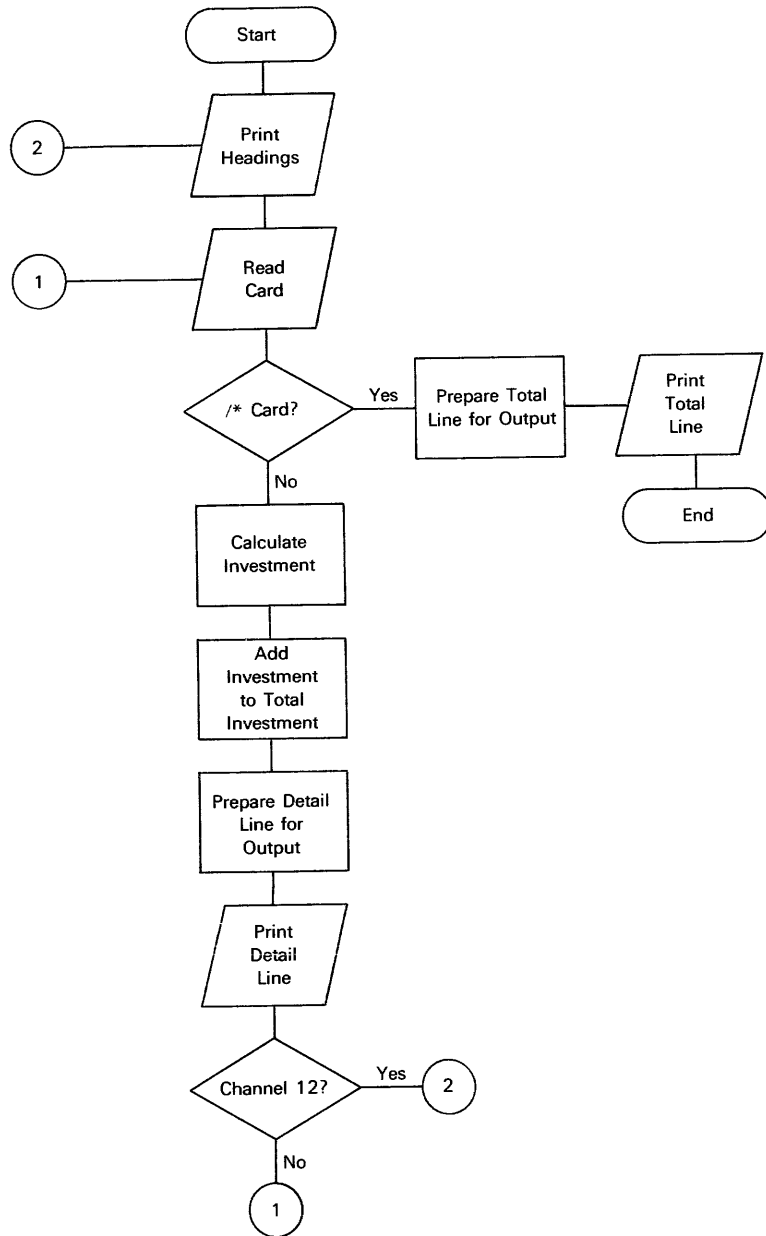 Start
2
Print
Headings
1
Read
Card
/* Card?
Yes
Prepare Total
Line for Output
Print
Total
Line
End
No
Calculate
Investment
Add
Investment
to Total
Investment
Prepare Detail
Line for
Output
Print
Detail
Line
Channel 12?
Yes
2
No
1